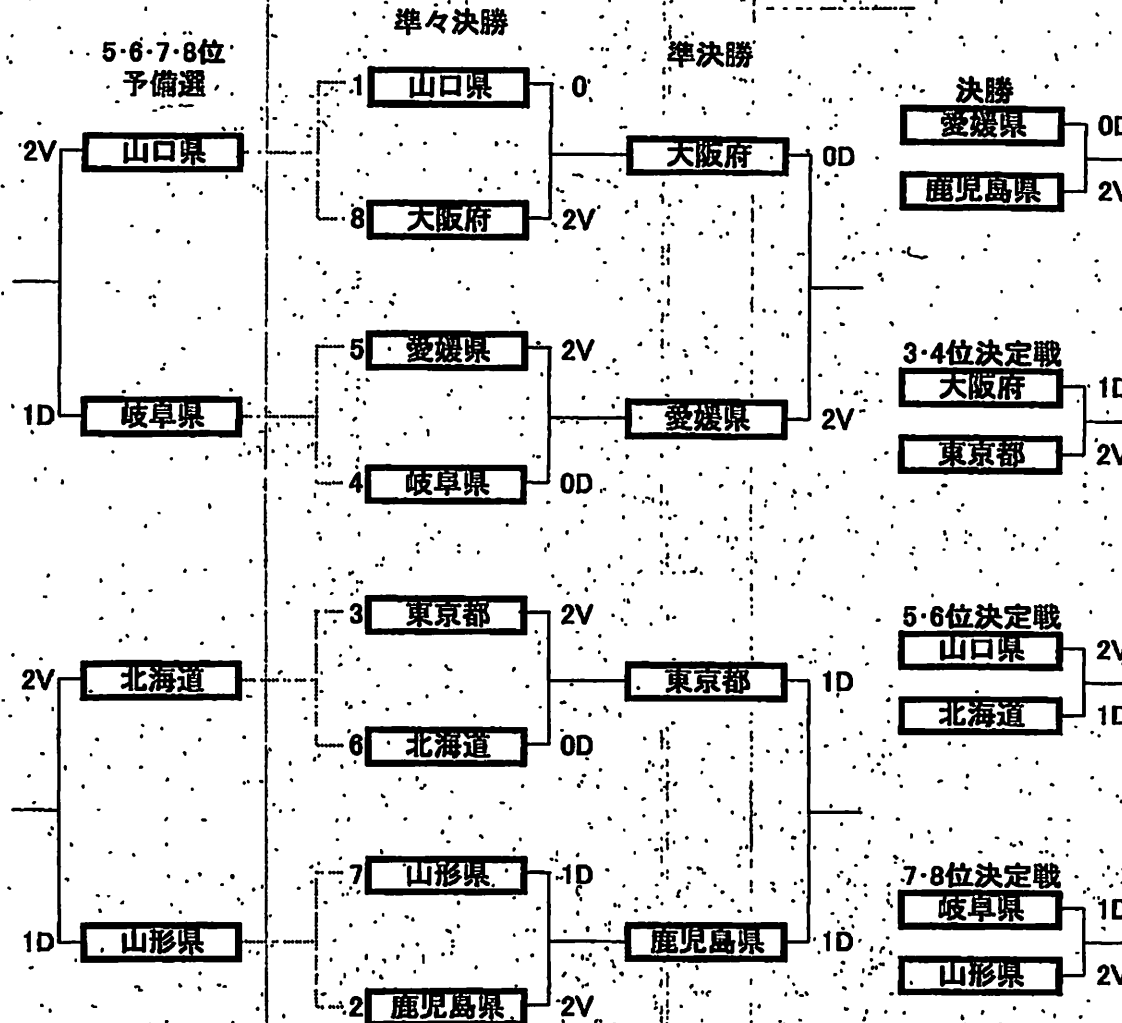 5·6·7·8位
予備選
2V 山口県
1D 岐阜県
2V 北海道
1D 山形県
準々決勝
1 山口県 0
8 大阪府 2V
5 愛媛県 2V
4 岐阜県 0D
3 東京都 2V
6 北海道 0D
7 山形県 1D
2 鹿児島県 2V
準決勝
大阪府 0D
愛媛県 2V
東京都 1D
鹿児島県 1D
決勝
愛媛県 0D
鹿児島県 2V
3·4位決定戦
大阪府 1D
東京都 2V
5·6位決定戦
山口県 2V
北海道 1D
7·8位決定戦
岐阜県 1D
山形県 2V